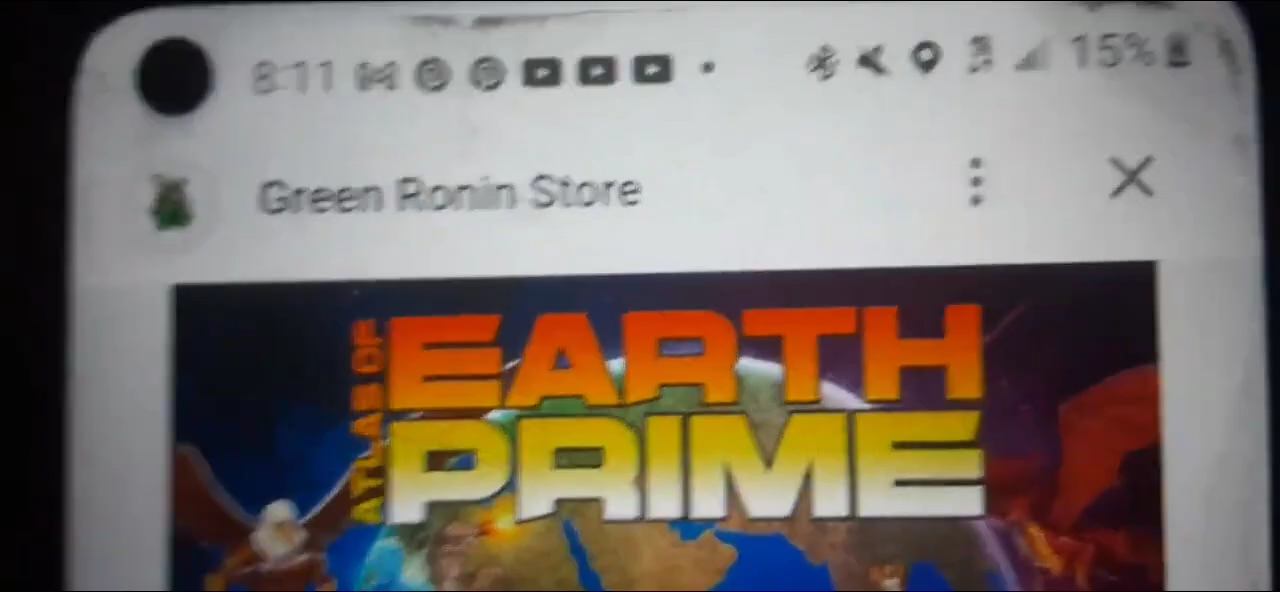 8:11 15%
Green Ronin Store
ATLAS OF
EARTH
PRIME